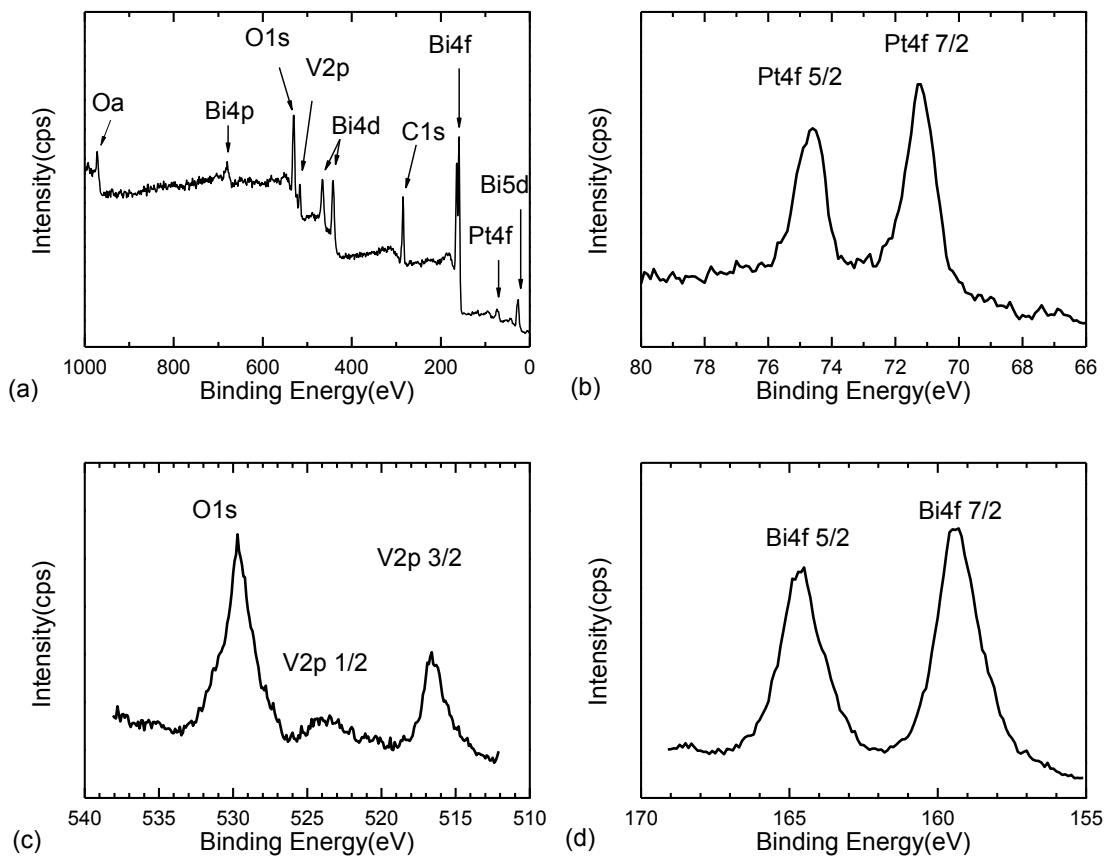 O1s
V2p
Bi4f
Oa
Bi4p
Bi4d
C1s
Bi5d
Pt4f
Intensity(cps)
1000 800 600 400 200 0
Binding Energy(eV)
(a)
Pt4f 7/2
Pt4f 5/2
Intensity(cps)
80 78 76 74 72 70 68 66
Binding Energy(eV)
(b)
O1s
V2p 3/2
V2p 1/2
Intensity(cps)
540 535 530 525 520 515 510
Binding Energy(eV)
(c)
Bi4f 7/2
Bi4f 5/2
Intensity(cps)
170 165 160 155
Binding Energy(eV)
(d)